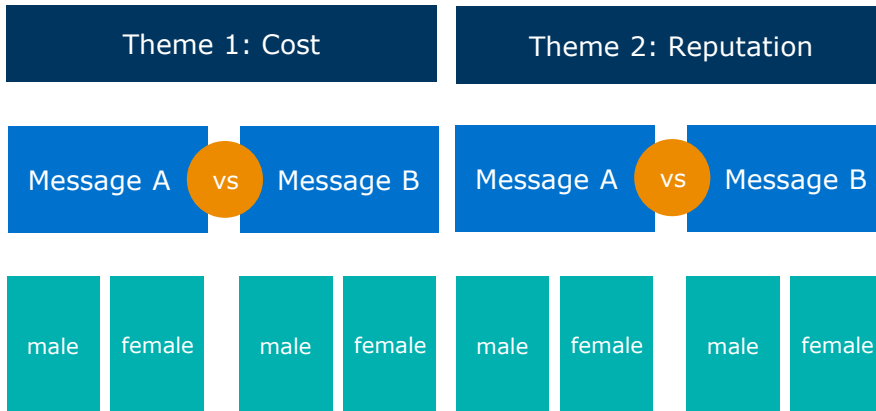 Theme 1: Cost
Theme 2: Reputation
Message A
vs
Message B
Message A
vs
Message B
male
female
male
female
male
female
male
female